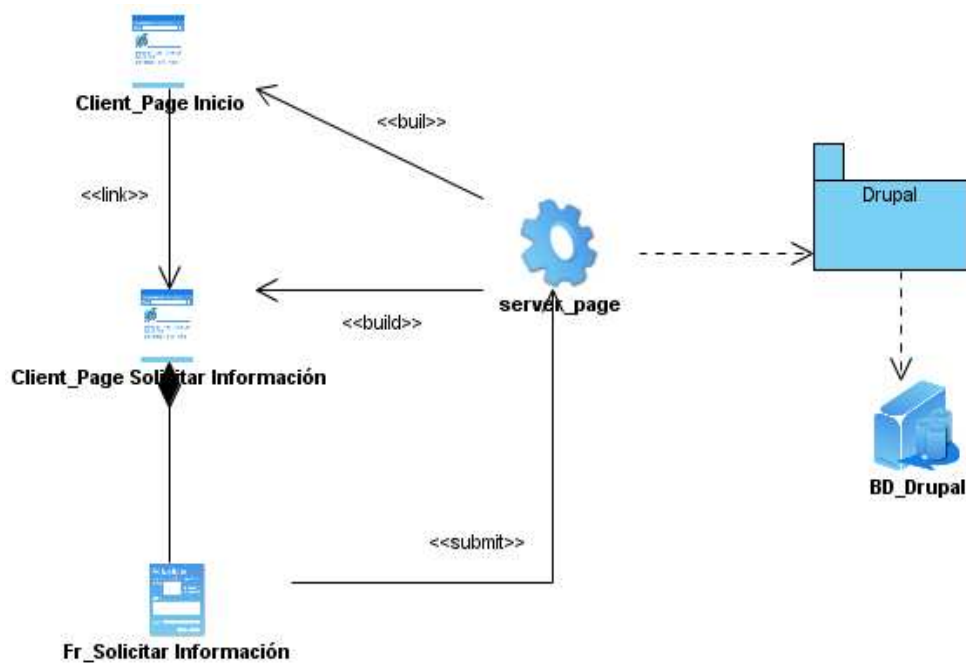 Client_Page Inicio
<<buil>>
<<link>>
Drupal
server_page
<<build>>
Client_Page Solicitar Información
BD_Drupal
<<submit>>
Fr_Solicitar Información